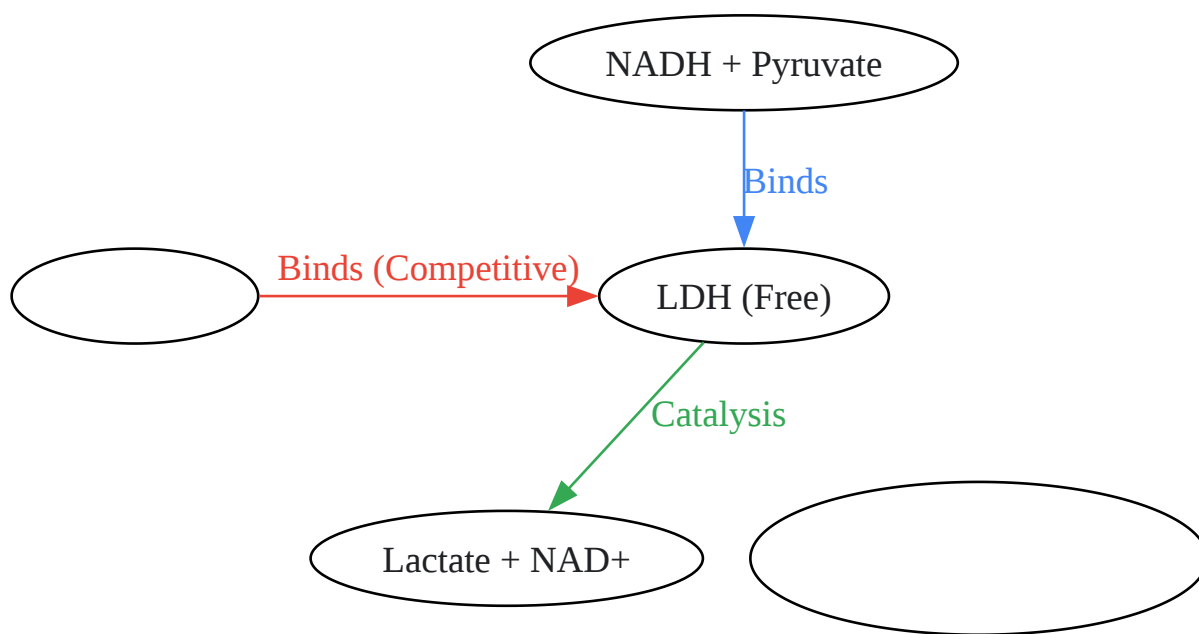 NADH + Pyruvate
Binds
Binds (Competitive)
LDH (Free)
Catalysis
Lactate + NAD+